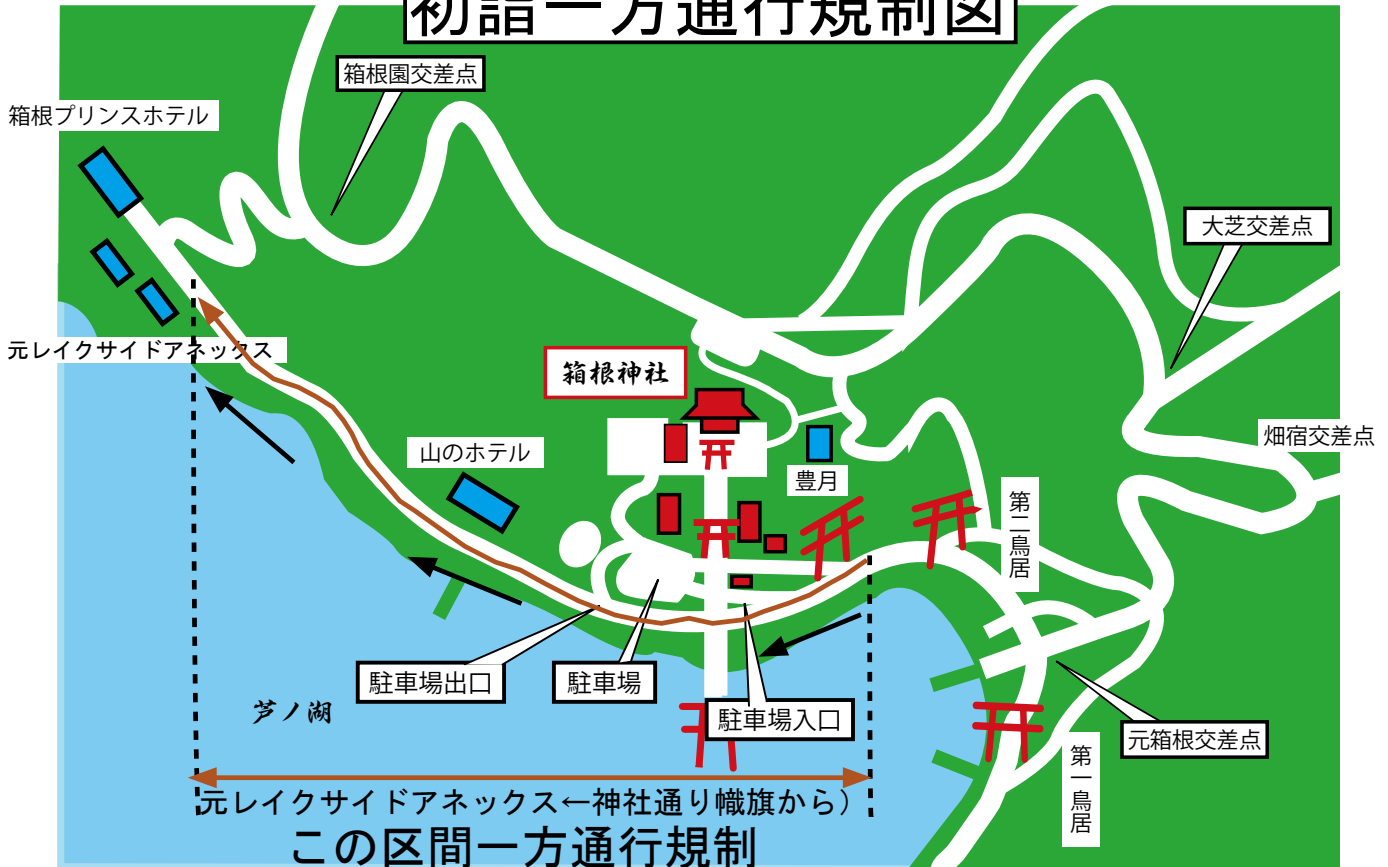 初詣一方通行規制図
箱根園交差点
箱根プリンスホテル
大芝交差点
元レイクサイドアネックス
箱根神社
畑宿交差点
山のホテル
豊月
第二鳥居
駐車場出口
駐車場
駐車場入口
芦ノ湖
元箱根交差点
第一鳥居
元レイクサイドアネックス←神社通り幟旗から）
この区間一方通行規制